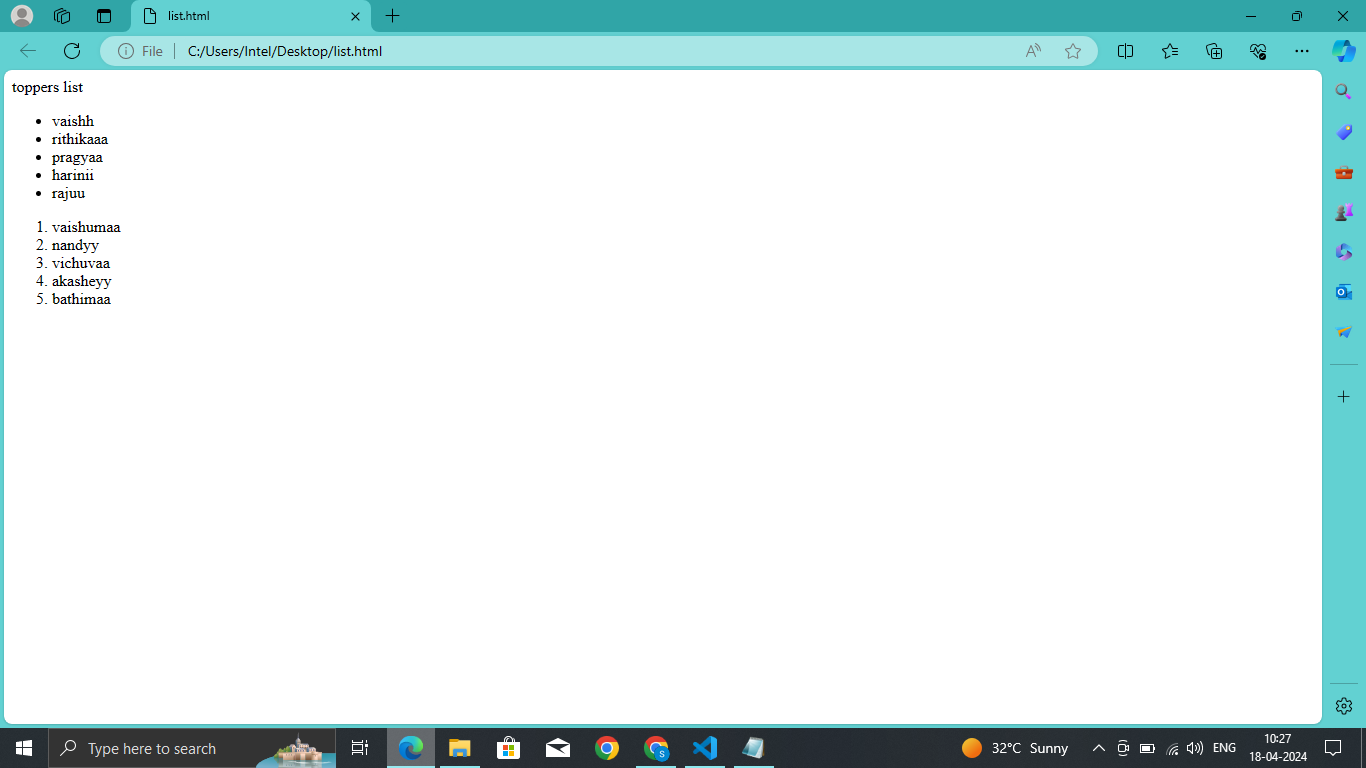 list.html
File
C:/Users/Intel/Desktop/list.html
toppers list
• vaishh
• rithikaaa
• pragyaa
• harinii
• rajuu
1. vaishumaa
2. nandyy
3. vichuvaa
4. akasheyy
5. bathimaa
Type here to search
S
32°C Sunny
ENG
10:27
18-04-2024